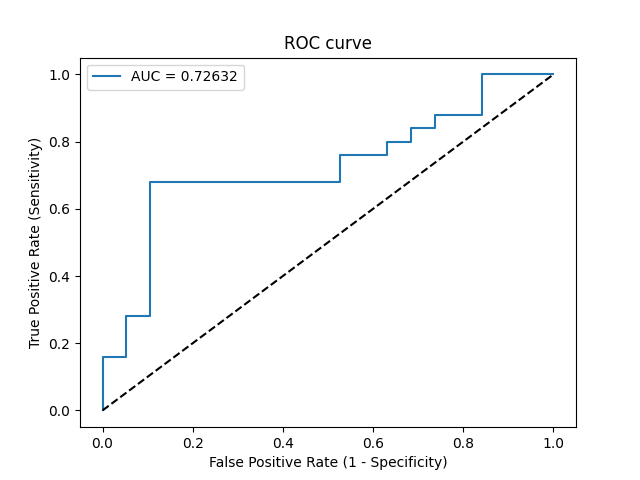 ROC curve
AUC = 0.72632
1.0
0.8
0.6
0.4
0.2
0.0
True Positive Rate (Sensitivity)
0.0 0.2 0.4 0.6 0.8 1.0
False Positive Rate (1 - Specificity)